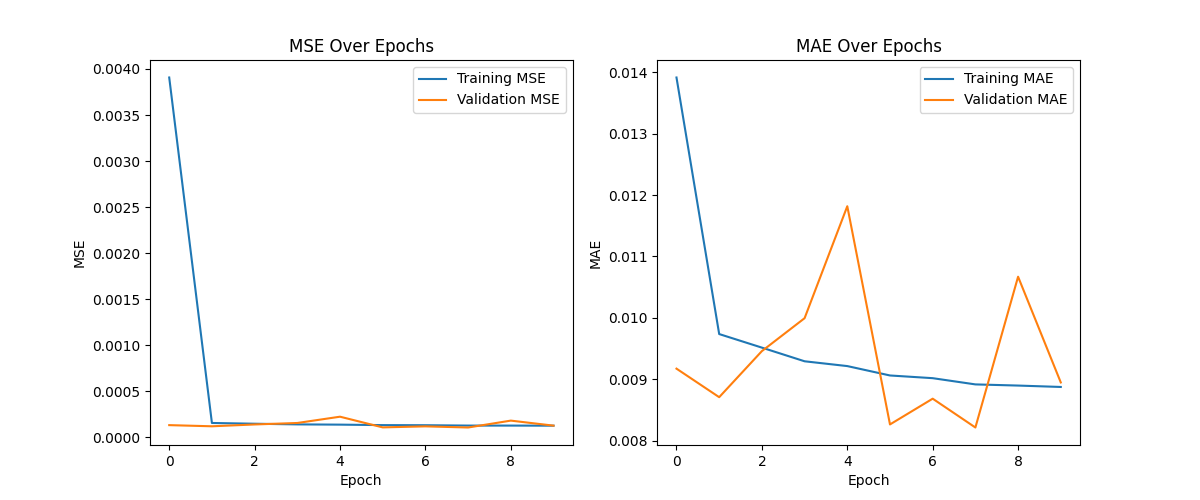 MSE Over Epochs
0.0040
0.0035
0.0030
0.0025
0.0020
0.0015
0.0010
0.0005
0.0000
MSE
0 2 4 6 8
Epoch
Training MSE
Validation MSE
MAE Over Epochs
0.014
0.013
0.012
0.011
0.010
0.009
0.008
MAE
0 2 4 6 8
Epoch
Training MAE
Validation MAE